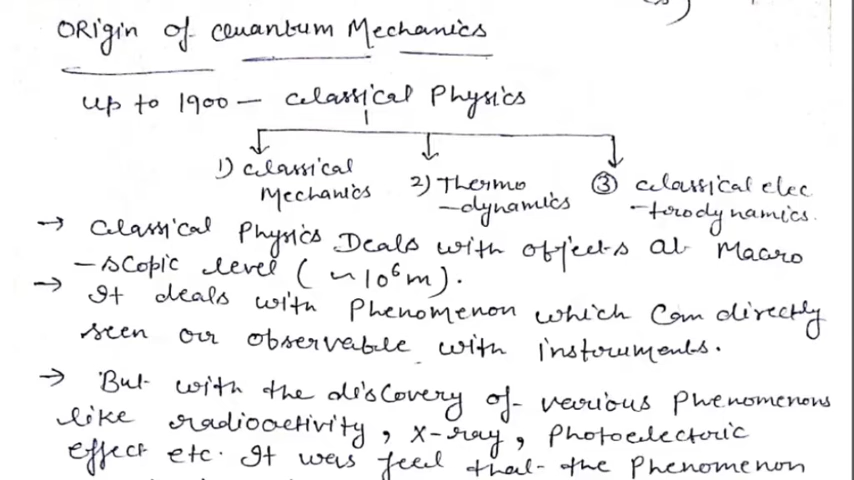 Origin of Quantum Mechanics
up to 1900 — classical Physics
1) classical Mechanics
2) Thermo -dynamics
③ classical elec -trodynamics.
→ Classical Physics Deals with objects at Macro
-scopic level ( ~10⁶m).
→ It deals with Phenomenon which can directly
seen or observable with instruments.
→ But with the discovery of various Phenomenons
like radioactivity, X-ray, Photoelectric
effect etc. It was feel that the Phenomenon